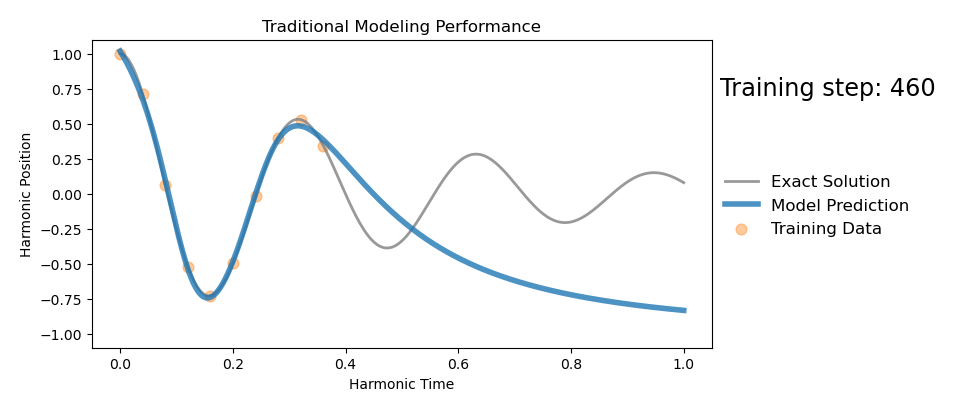 Traditional Modeling Performance
Training step: 460
Harmonic Position
1.00
0.75
0.50
0.25
0.00
−0.25
−0.50
−0.75
−1.00
0.0 0.2 0.4 0.6 0.8 1.0
Harmonic Time
Exact Solution
Model Prediction
Training Data